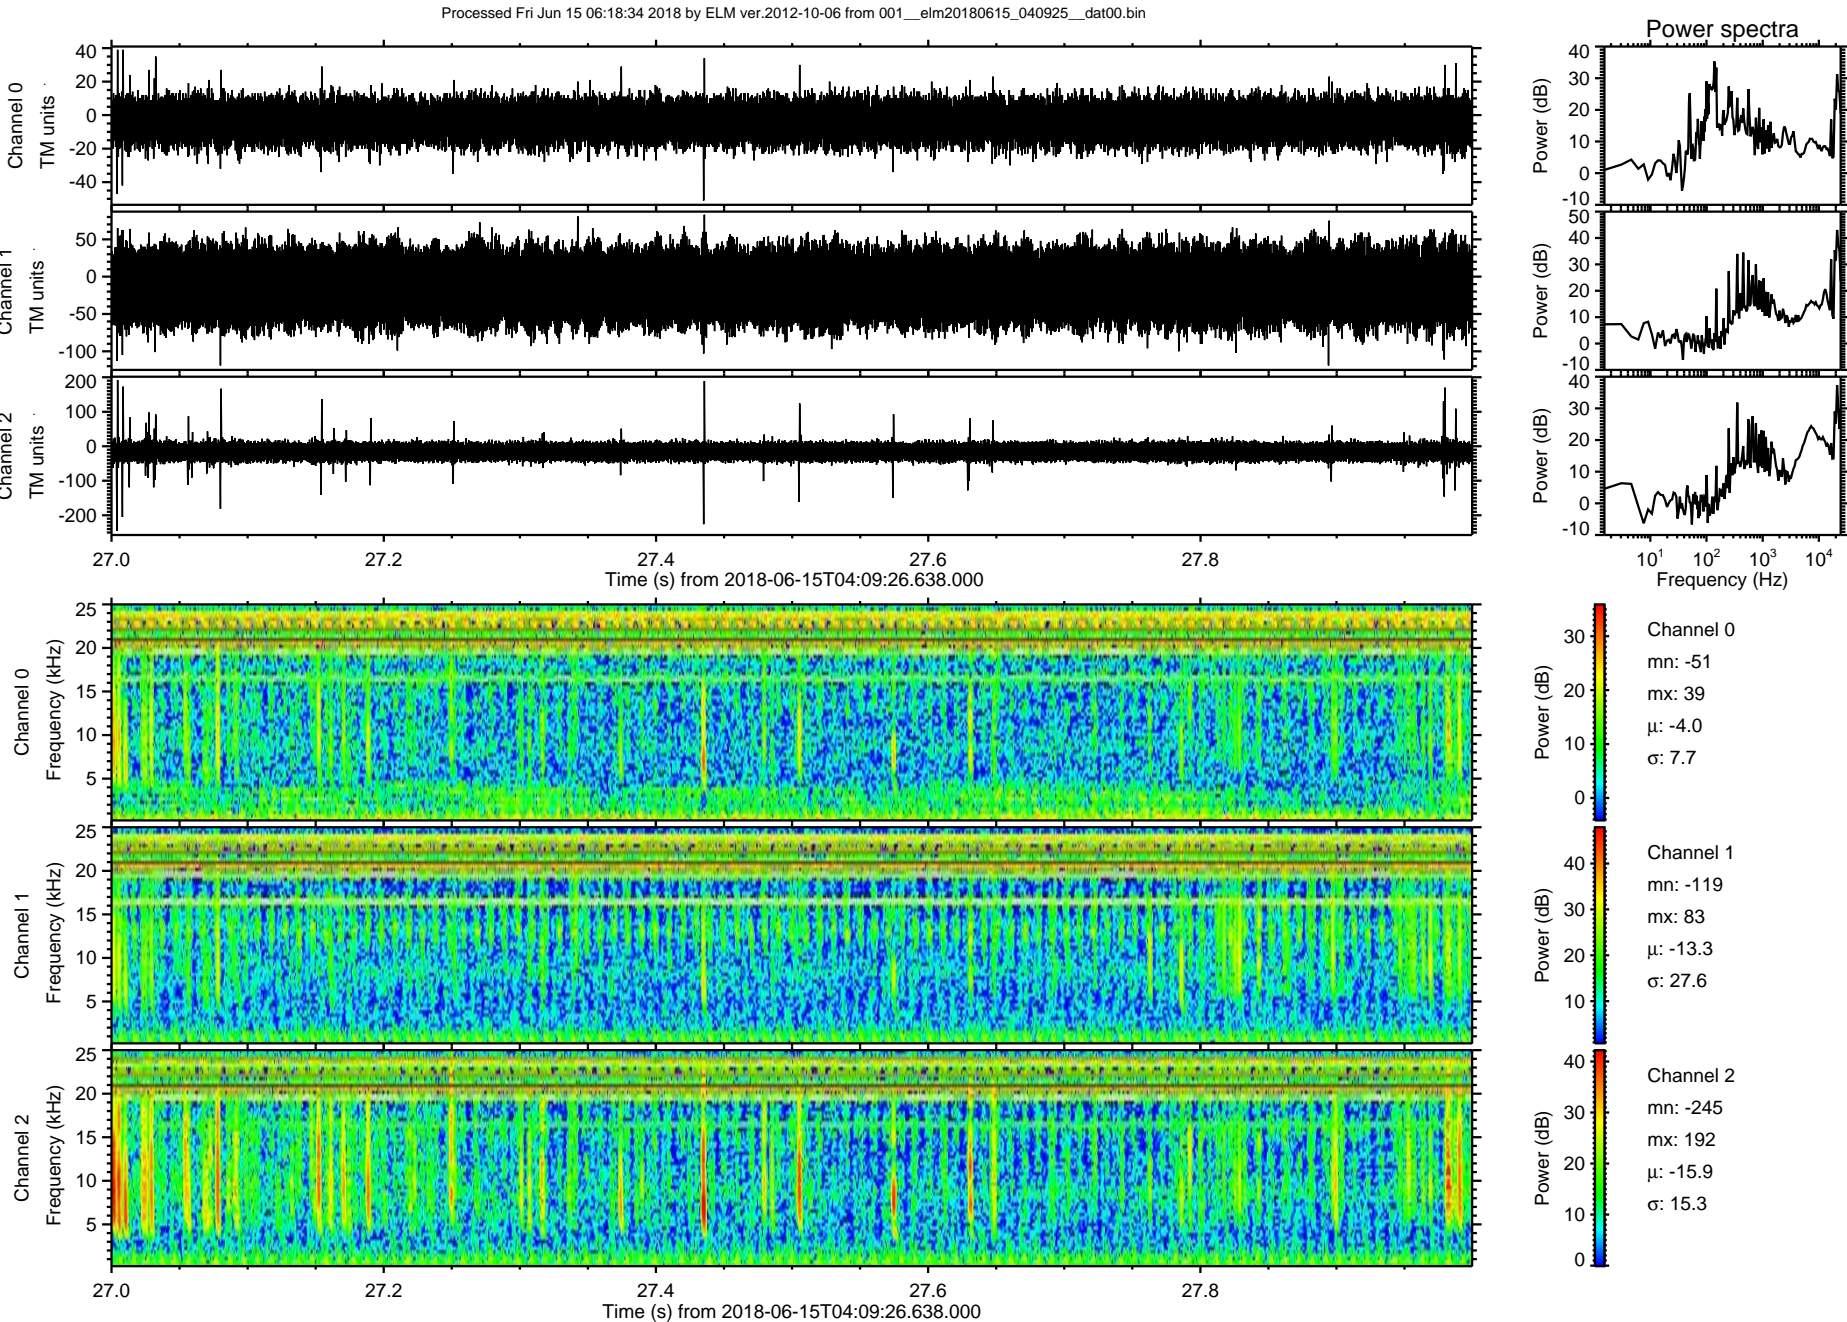 Processed Fri Jun 15 06:18:34 2018 by ELM ver.2012-10-06 from 001__elm20180615_040925__dat00.bin
Power spectra
Channel 0
TM units
40
20
0
-20
-40
Power (dB)
40
30
20
10
0
-10
Channel 1
TM units
50
0
-50
-100
Power (dB)
50
40
30
20
10
0
-10
Channel 2
TM units
200
100
0
-100
-200
Power (dB)
40
30
20
10
0
-10
27.0 27.2 27.4 27.6 27.8
Time (s) from 2018-06-15T04:09:26.638.000
10¹ 10² 10³ 10⁴
Frequency (Hz)
Channel 0
Frequency (kHz)
25
20
15
10
5
Power (dB)
30
20
10
0
Channel 0
mn: -51
mx: 39
µ: -4.0
σ: 7.7
Channel 1
Frequency (kHz)
25
20
15
10
5
Power (dB)
40
30
20
10
Channel 1
mn: -119
mx: 83
µ: -13.3
σ: 27.6
Channel 2
Frequency (kHz)
25
20
15
10
5
Power (dB)
40
30
20
10
0
Channel 2
mn: -245
mx: 192
µ: -15.9
σ: 15.3
27.0 27.2 27.4 27.6 27.8
Time (s) from 2018-06-15T04:09:26.638.000